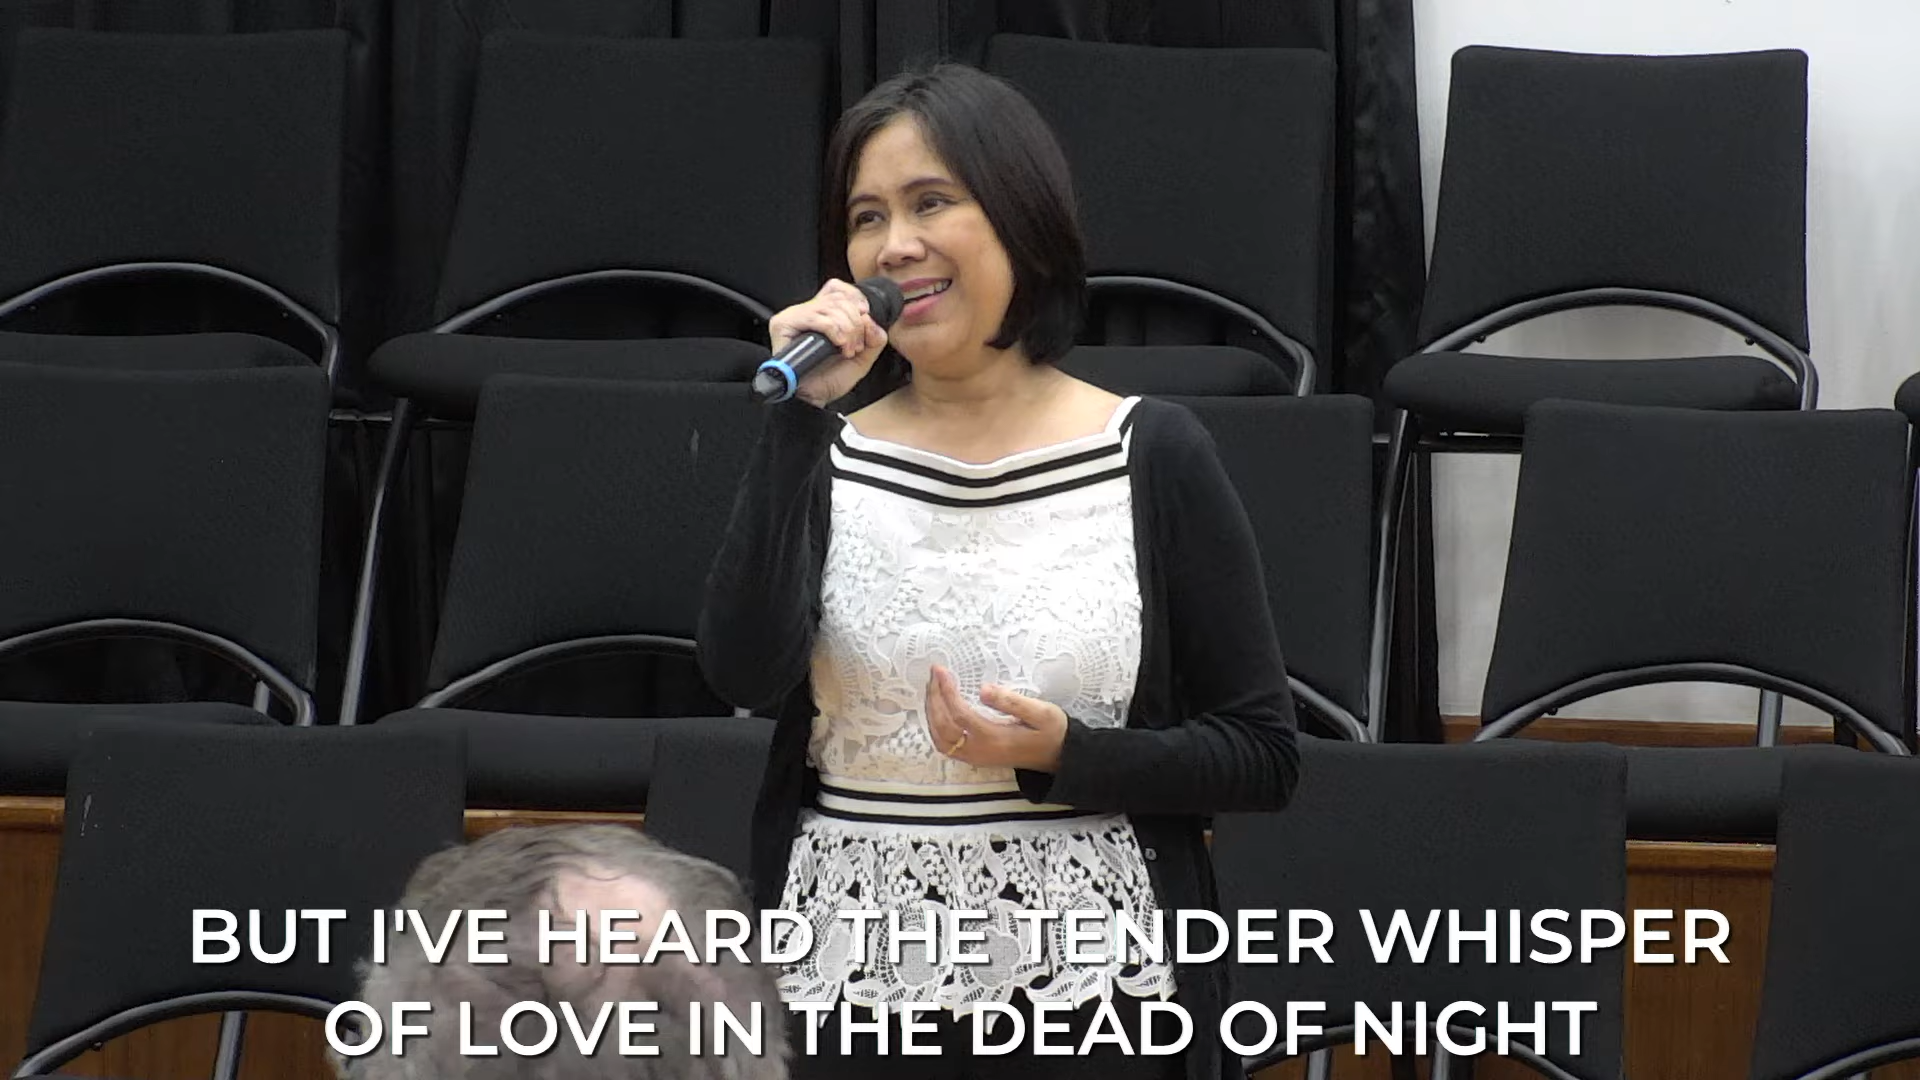 BUT I'VE HEARD THE TENDER WHISPER
OF LOVE IN THE DEAD OF NIGHT